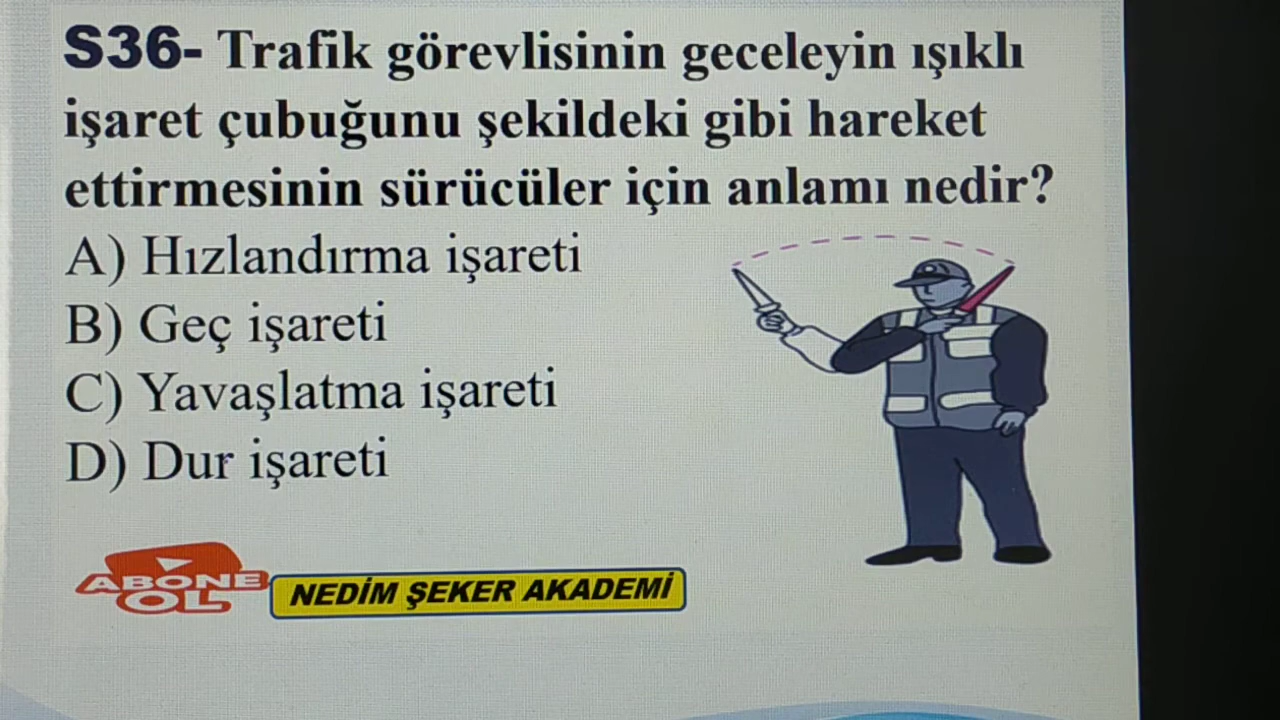 S36- Trafik görevlisinin geceleyin ışıklı
işaret çubuğunu şekildeki gibi hareket
ettirmesinin sürücüler için anlamı nedir?
A) Hızlandırma işareti
B) Geç işareti
C) Yavaşlatma işareti
D) Dur işareti
ABONE
OL
NEDİM ŞEKER AKADEMİ